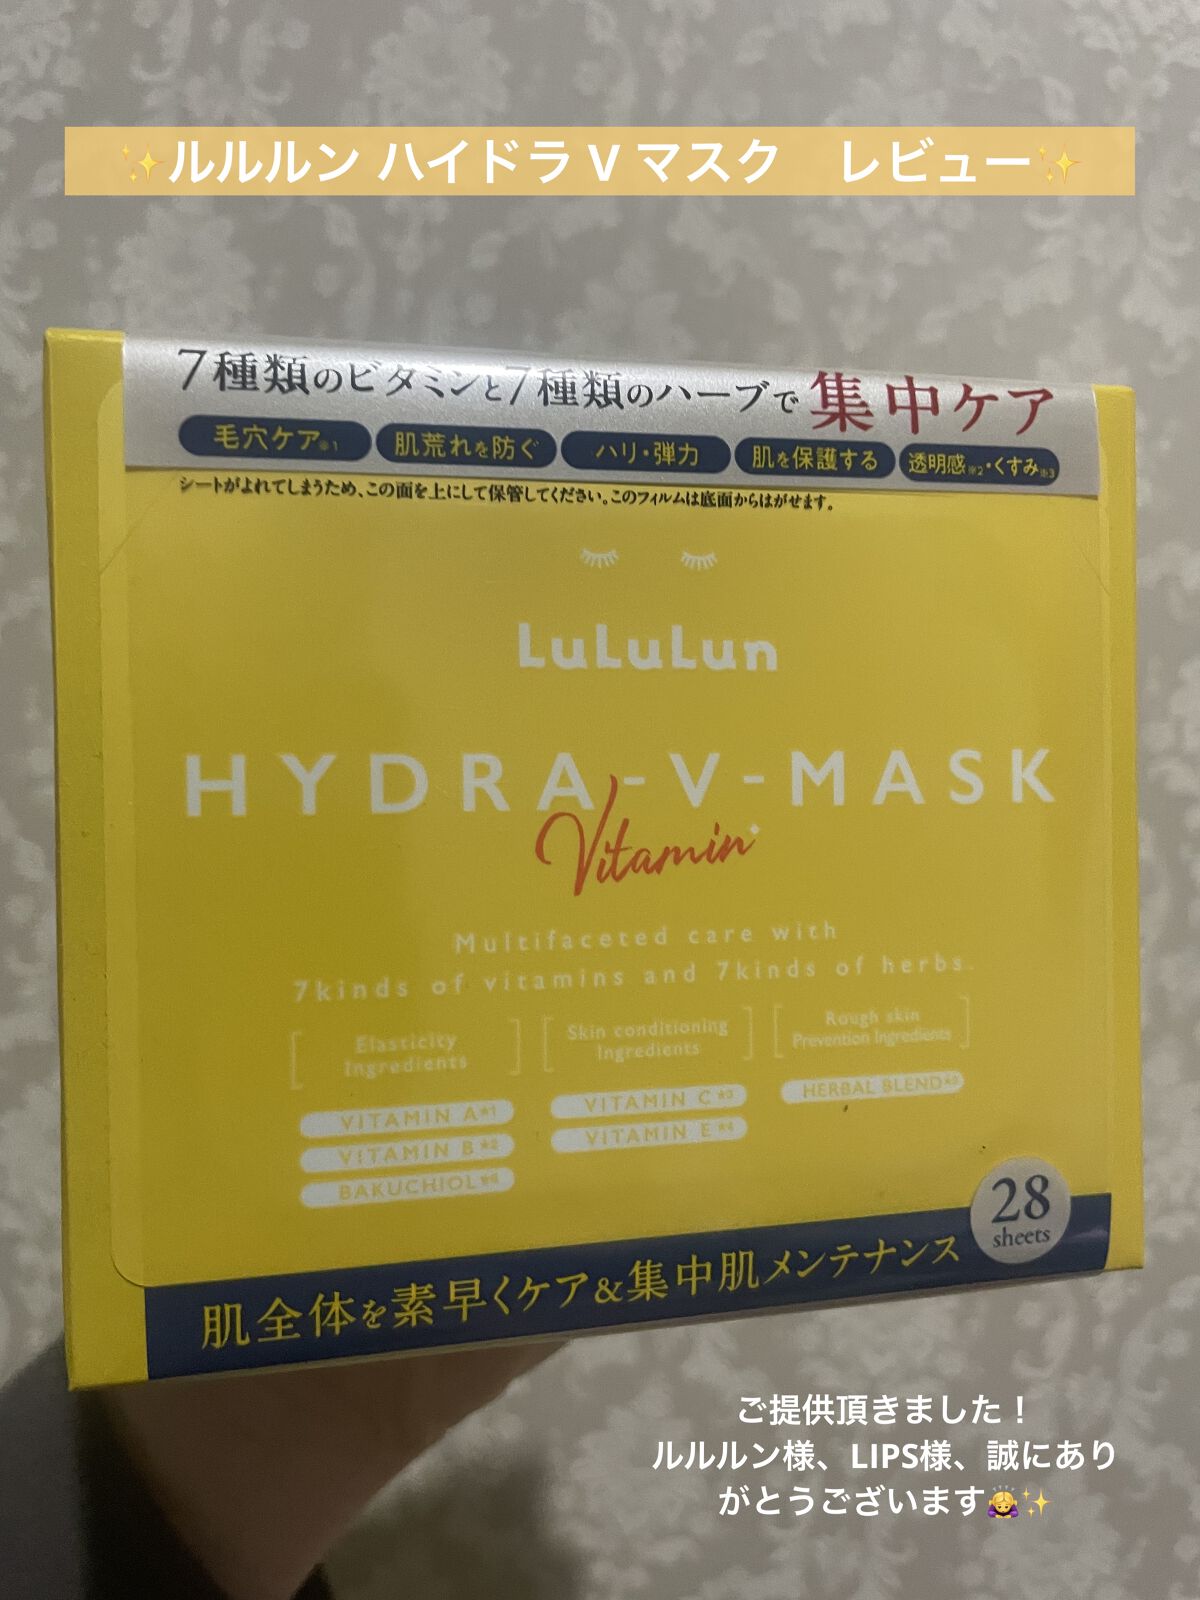 ✨ルルルン ハイドラ V マスク　レビュー✨
7種類のビタミンと7種類のハーブで集中ケア
毛穴ケア※1 肌荒れを防ぐ ハリ・弾力 肌を保護する 透明感※2・くすみ※3
シートがよれてしまうため、この面を上にして保管してください。このフィルムは底面からはがせます。
LuLuLun
HYDRA-V-MASK
Vitamin
Multifaceted care with
7kinds of vitamins and 7kinds of herbs.
Elasticity Ingredients
Skin conditioning Ingredients
Rough skin Prevention Ingredients
VITAMIN A★1
VITAMIN B★2
BAKUCHIOL
VITAMIN C★3
VITAMIN E★4
HERBAL BLEND
28
sheets
肌全体を素早くケア&集中肌メンテナンス
ご提供頂きました！
ルルルン様、LIPS様、誠にあり
がとうございます🙇‍♀️✨